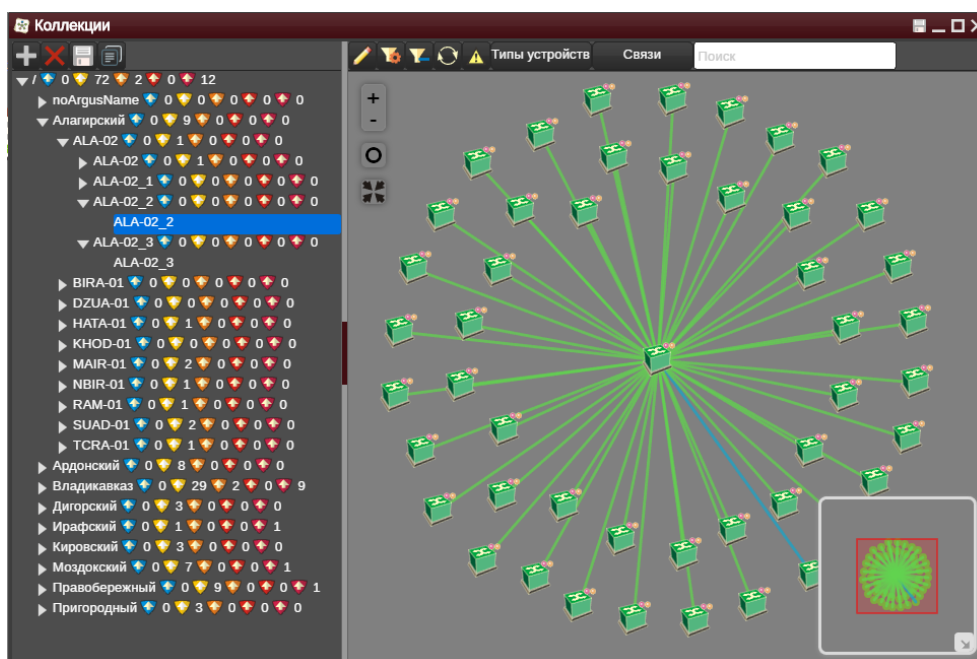 Коллекции
Типы устройств Связи Поиск
+
-
/ 0 72 2 0 12
noArgusName 0 0 0 0 0
Алагирский 0 9 0 0 0
ALA-02 0 1 0 0 0
ALA-02 0 1 0 0 0
ALA-02_1 0 0 0 0 0
ALA-02_2 0 0 0 0 0
ALA-02_2
ALA-02_3 0 0 0 0 0
ALA-02_3
BIRA-01 0 0 0 0 0
DZUA-01 0 0 0 0 0
HATA-01 0 1 0 0 0
KHOD-01 0 0 0 0 0
MAIR-01 0 2 0 0 0
NBIR-01 0 1 0 0 0
RAM-01 0 1 0 0 0
SUAD-01 0 2 0 0 0
TCRA-01 0 1 0 0 0
Ардонский 0 8 0 0 0
Владикавказ 0 29 2 0 9
Дигорский 0 3 0 0 0
Ирафский 0 1 0 0 1
Кировский 0 3 0 0 0
Моздокский 0 7 0 0 1
Правобережный 0 9 0 0 1
Пригородный 0 3 0 0 0